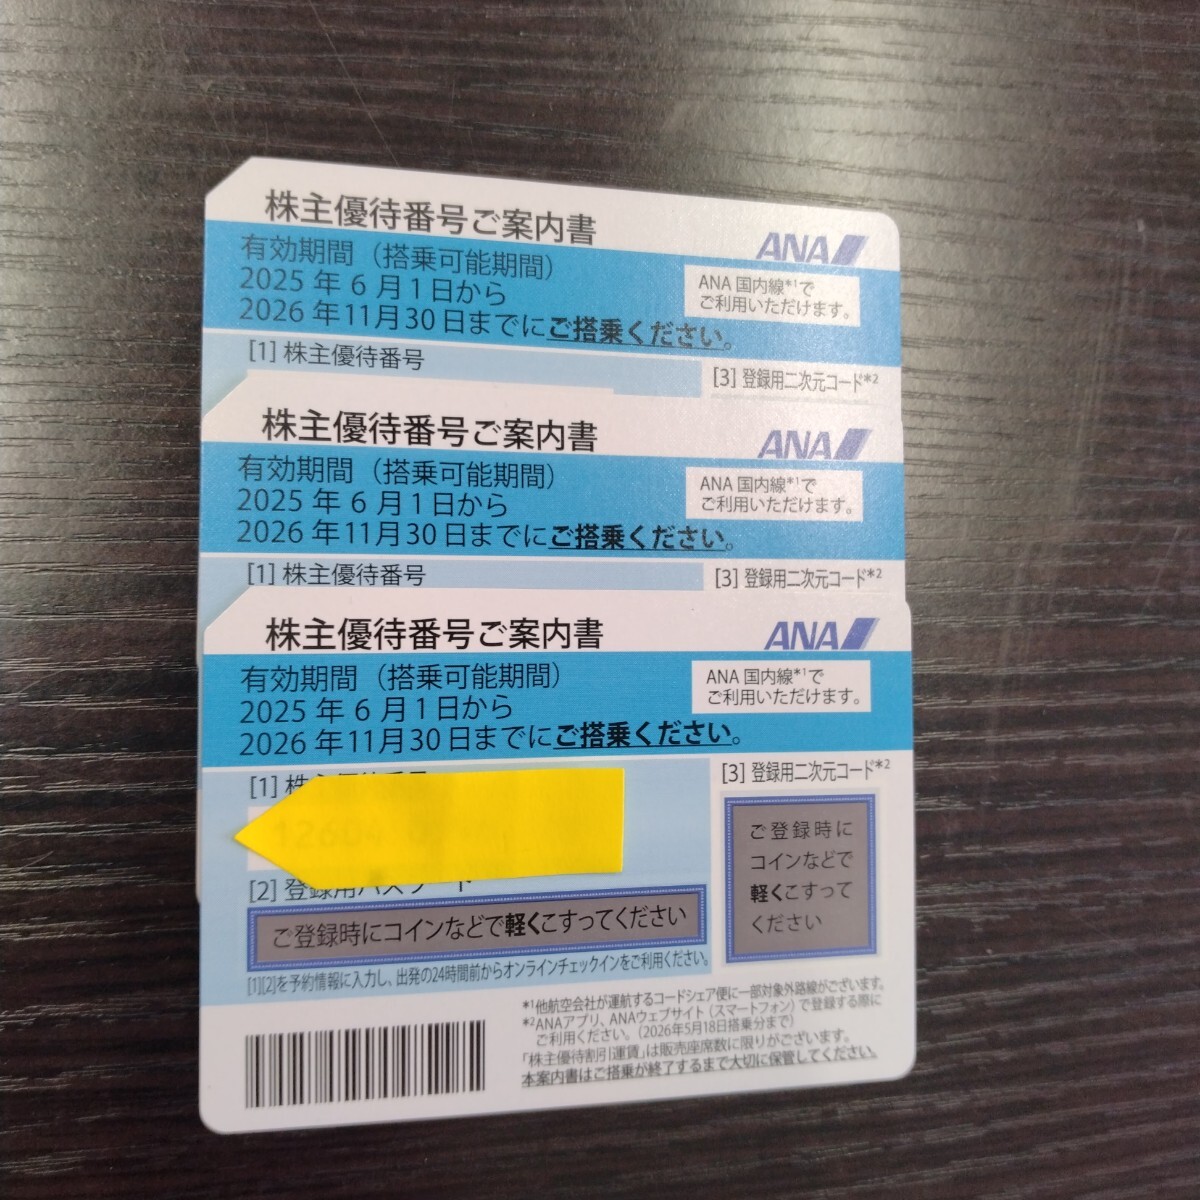 株主優待番号ご案内書
ANA
有効期間（搭乗可能期間）
2025年6月1日から
2026年11月30日までにご搭乗ください。
ANA国内線*1で
ご利用いただけます。
[1] 株主優待番号
[3] 登録用二次元コード*2
株主優待番号ご案内書
ANA
有効期間（搭乗可能期間）
2025年6月1日から
2026年11月30日までにご搭乗ください。
ANA国内線*1で
ご利用いただけます。
[1] 株主優待番号
[3] 登録用二次元コード*2
株主優待番号ご案内書
ANA
有効期間（搭乗可能期間）
2025年6月1日から
2026年11月30日までにご搭乗ください。
ANA国内線*1で
ご利用いただけます。
[1] 株主優待番号
[2] 登録用パスワード
ご登録時にコインなどで軽くこすってください
[1][2]を予約情報に入力し、出発の24時間前からオンラインチェックインをご利用ください。
[3] 登録用二次元コード*2
ご登録時に
コインなどで
軽くこすって
ください
*1他航空会社が運航するコードシェア便に一部対象外路線がございます。
*2ANAアプリ、ANAウェブサイト（スマートフォン）で登録する際に
ご利用ください。（2026年5月18日搭乗分まで）
「株主優待割引運賃」は販売座席数に限りがございます。
本案内書はご搭乗が終了するまで大切に保管してください。